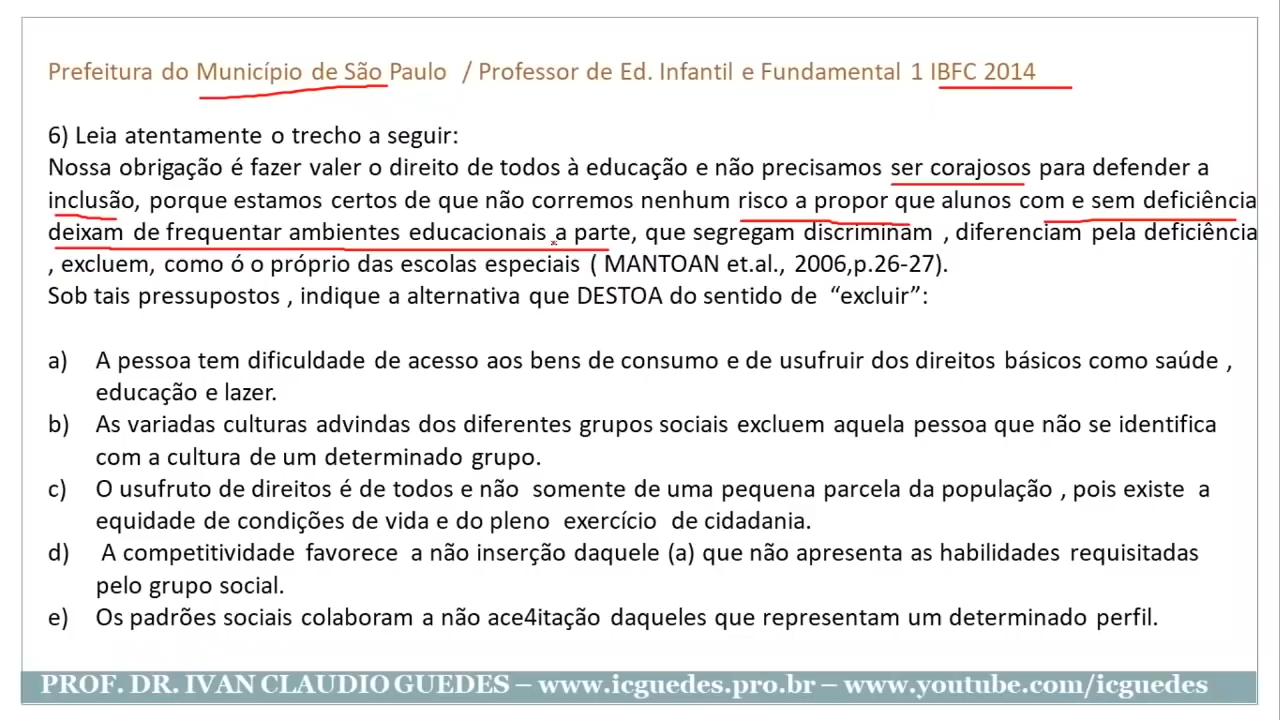 Prefeitura do Município de São Paulo / Professor de Ed. Infantil e Fundamental 1 IBFC 2014
6) Leia atentamente o trecho a seguir:
Nossa obrigação é fazer valer o direito de todos à educação e não precisamos ser corajosos para defender a
inclusão, porque estamos certos de que não corremos nenhum risco a propor que alunos com e sem deficiência
deixam de frequentar ambientes educacionais a parte, que segregam discriminam , diferenciam pela deficiência
, excluem, como ó o próprio das escolas especiais ( MANTOAN et.al., 2006,p.26-27).
Sob tais pressupostos , indique a alternativa que DESTOA do sentido de “excluir”:
a) A pessoa tem dificuldade de acesso aos bens de consumo e de usufruir dos direitos básicos como saúde ,
educação e lazer.
b) As variadas culturas advindas dos diferentes grupos sociais excluem aquela pessoa que não se identifica
com a cultura de um determinado grupo.
c) O usufruto de direitos é de todos e não somente de uma pequena parcela da população , pois existe a
equidade de condições de vida e do pleno exercício de cidadania.
d) A competitividade favorece a não inserção daquele (a) que não apresenta as habilidades requisitadas
pelo grupo social.
e) Os padrões sociais colaboram a não ace4itação daqueles que representam um determinado perfil.
PROF. DR. IVAN CLAUDIO GUEDES – www.icguedes.pro.br – www.youtube.com/icguedes